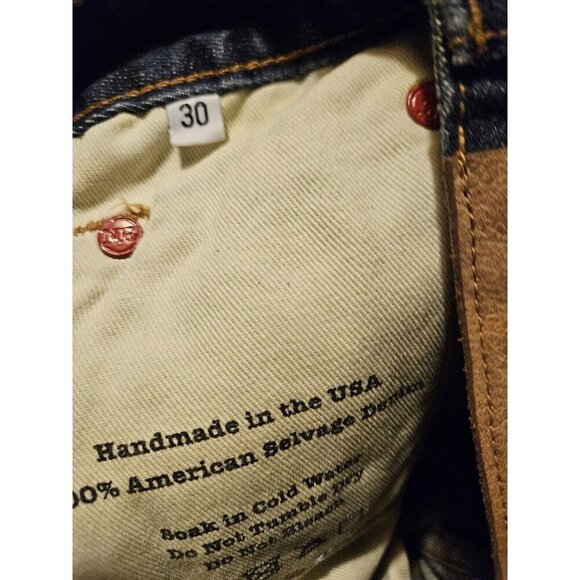 30
Handmade in the USA
00% American Selvage Denim
Soak in Cold Water
Do Not Tumble Dry
Do Not Bleach